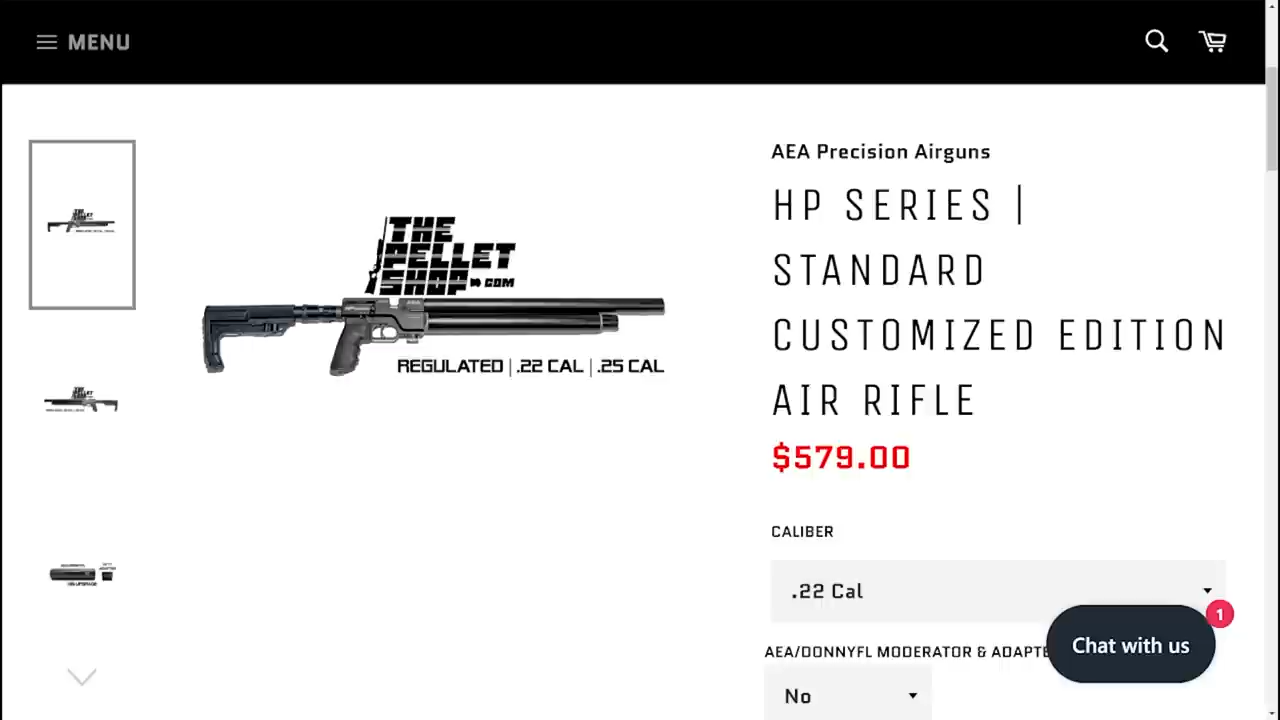 MENU
AEA Precision Airguns
HP SERIES |
STANDARD
CUSTOMIZED EDITION
AIR RIFLE
$579.00
THE
PELLET
SHOP
COM
REGULATED | .22 CAL | .25 CAL
CALIBER
.22 Cal
1
Chat with us
AEA/DONNYFL MODERATOR & ADAPTE
No